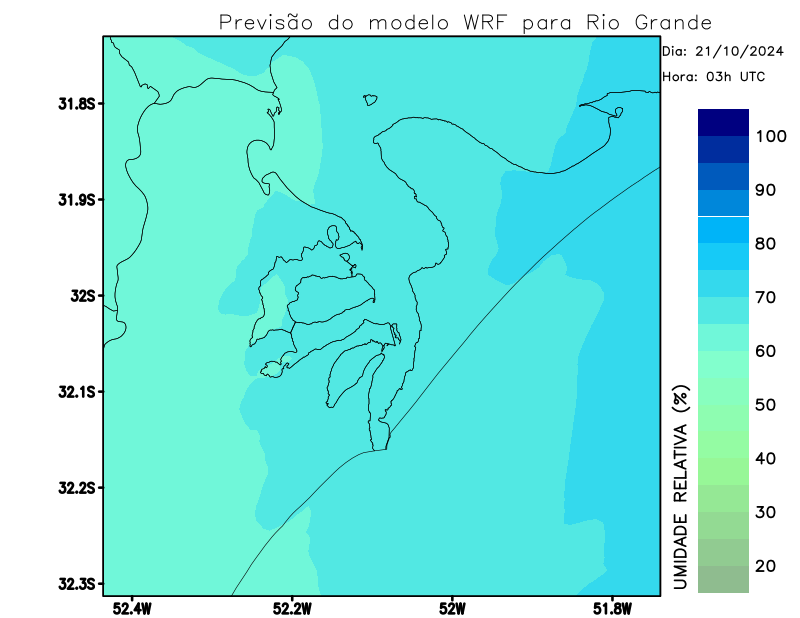 Previsão do modelo WRF para Rio Grande
Dia: 21/10/2024
Hora: 03h UTC
31.8S
31.9S
32S
32.1S
32.2S
32.3S
52.4W
52.2W
52W
51.8W
UMIDADE RELATIVA (%)
100
90
80
70
60
50
40
30
20